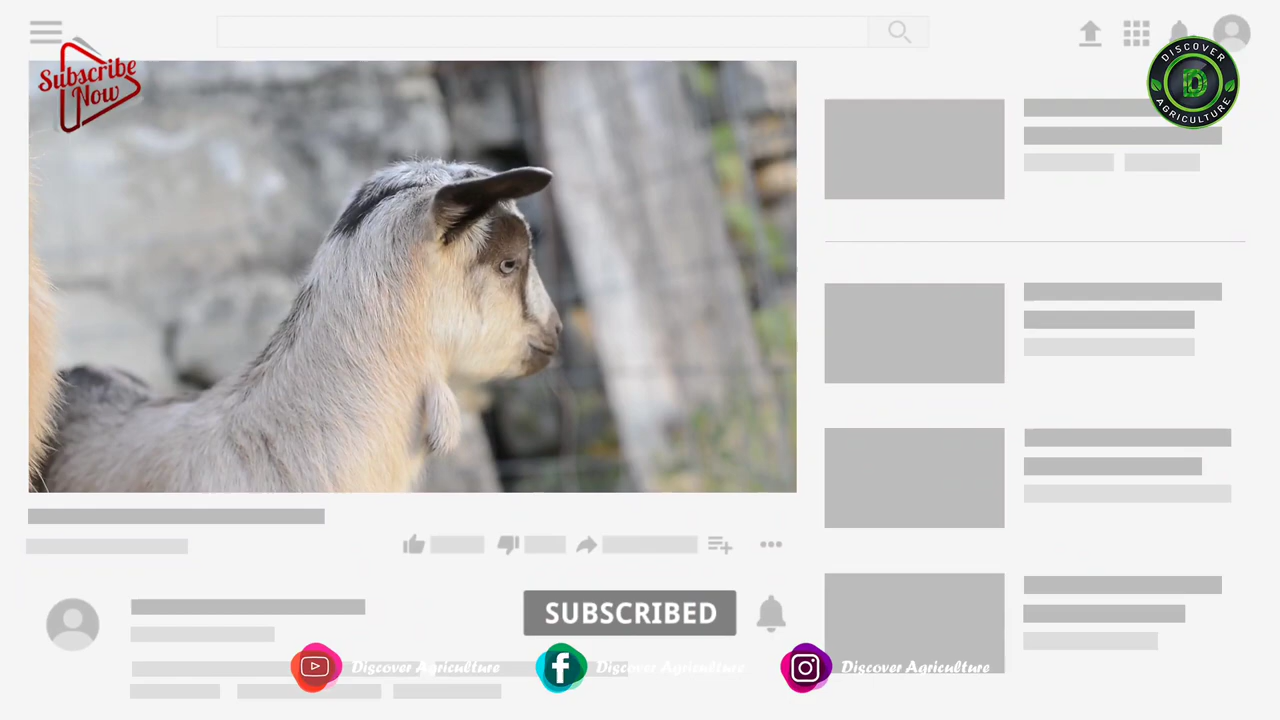 Subscribe
Now
DISCOVER
D
AGRICULTURE
SUBSCRIBED
Discover Agriculture
Discover Agriculture
Discover Agriculture